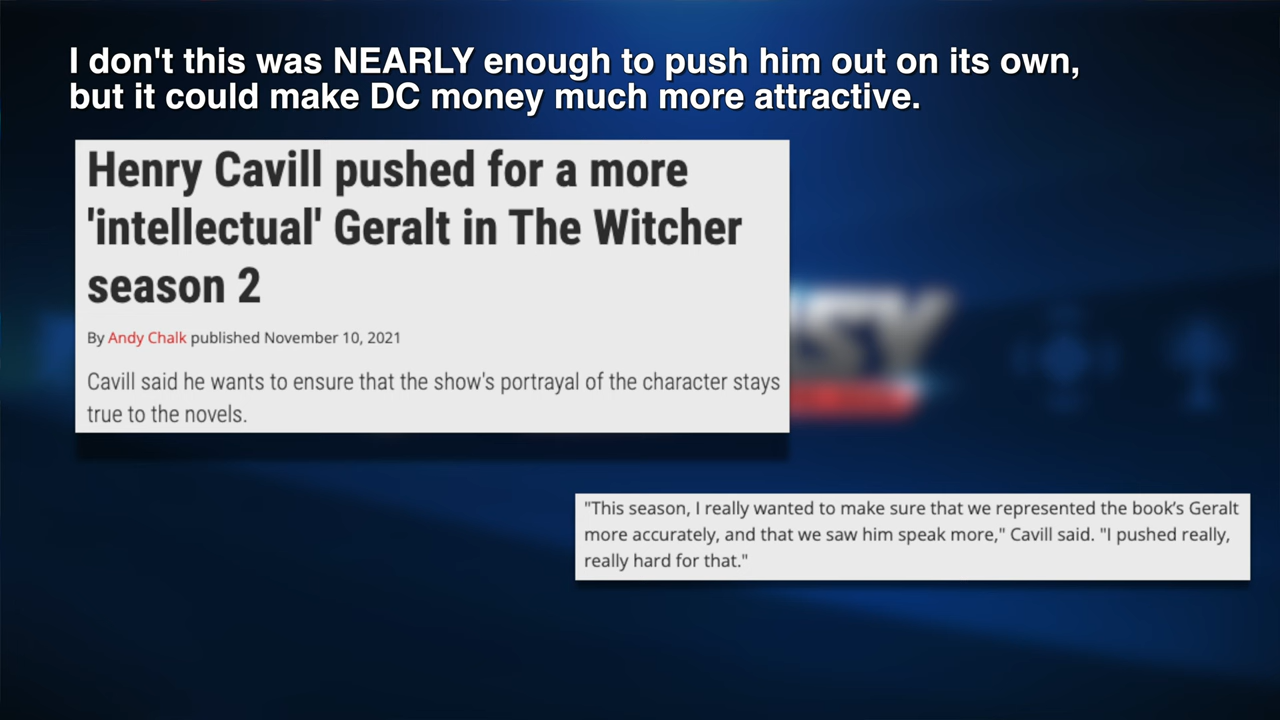 I don't this was NEARLY enough to push him out on its own,
but it could make DC money much more attractive.
Henry Cavill pushed for a more
'intellectual' Geralt in The Witcher
season 2
By Andy Chalk published November 10, 2021
Cavill said he wants to ensure that the show's portrayal of the character stays
true to the novels.
"This season, I really wanted to make sure that we represented the book’s Geralt
more accurately, and that we saw him speak more," Cavill said. "I pushed really,
really hard for that."